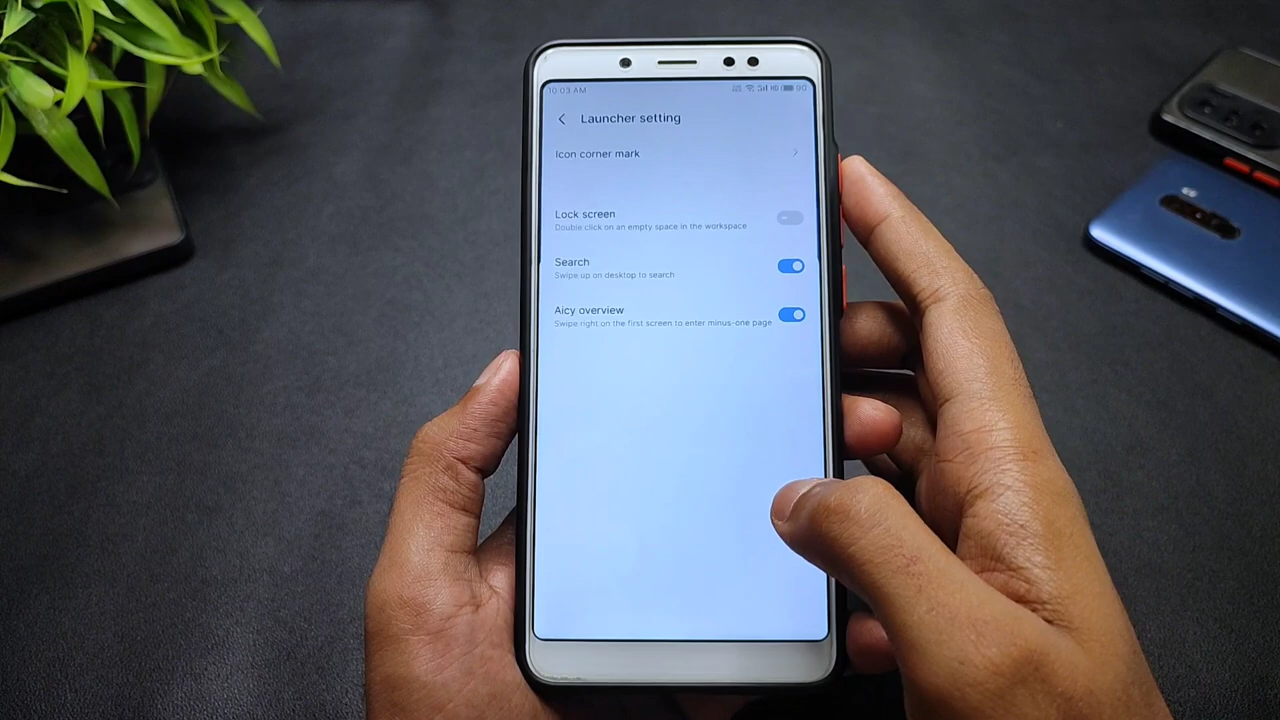 10:03 AM HD 90
Launcher setting
Icon corner mark
Lock screen
Double click on an empty space in the workspace
Search
Swipe up on desktop to search
Aicy overview
Swipe right on the first screen to enter minus-one page